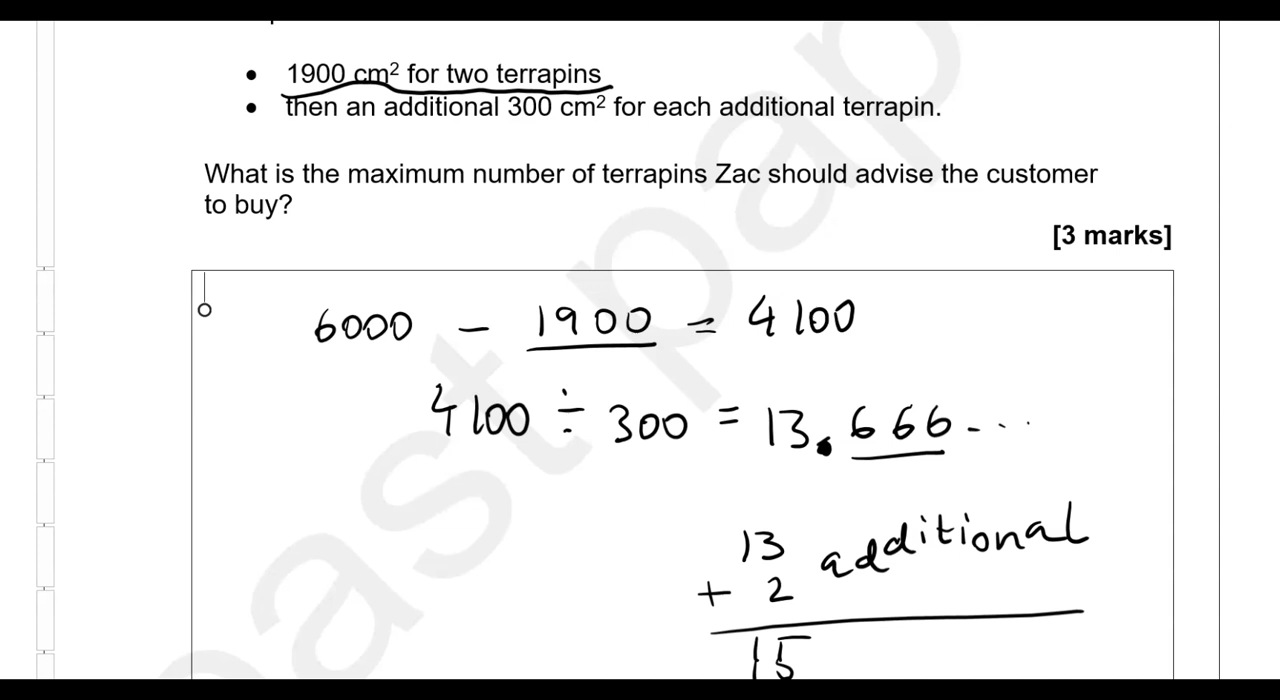 • 1900 cm² for two terrapins
• then an additional 300 cm² for each additional terrapin.
What is the maximum number of terrapins Zac should advise the customer
to buy?
[3 marks]
6000 - 1900 = 4100
4100 ÷ 300 = 13.666...
13 additional
+ 2
15
past pap